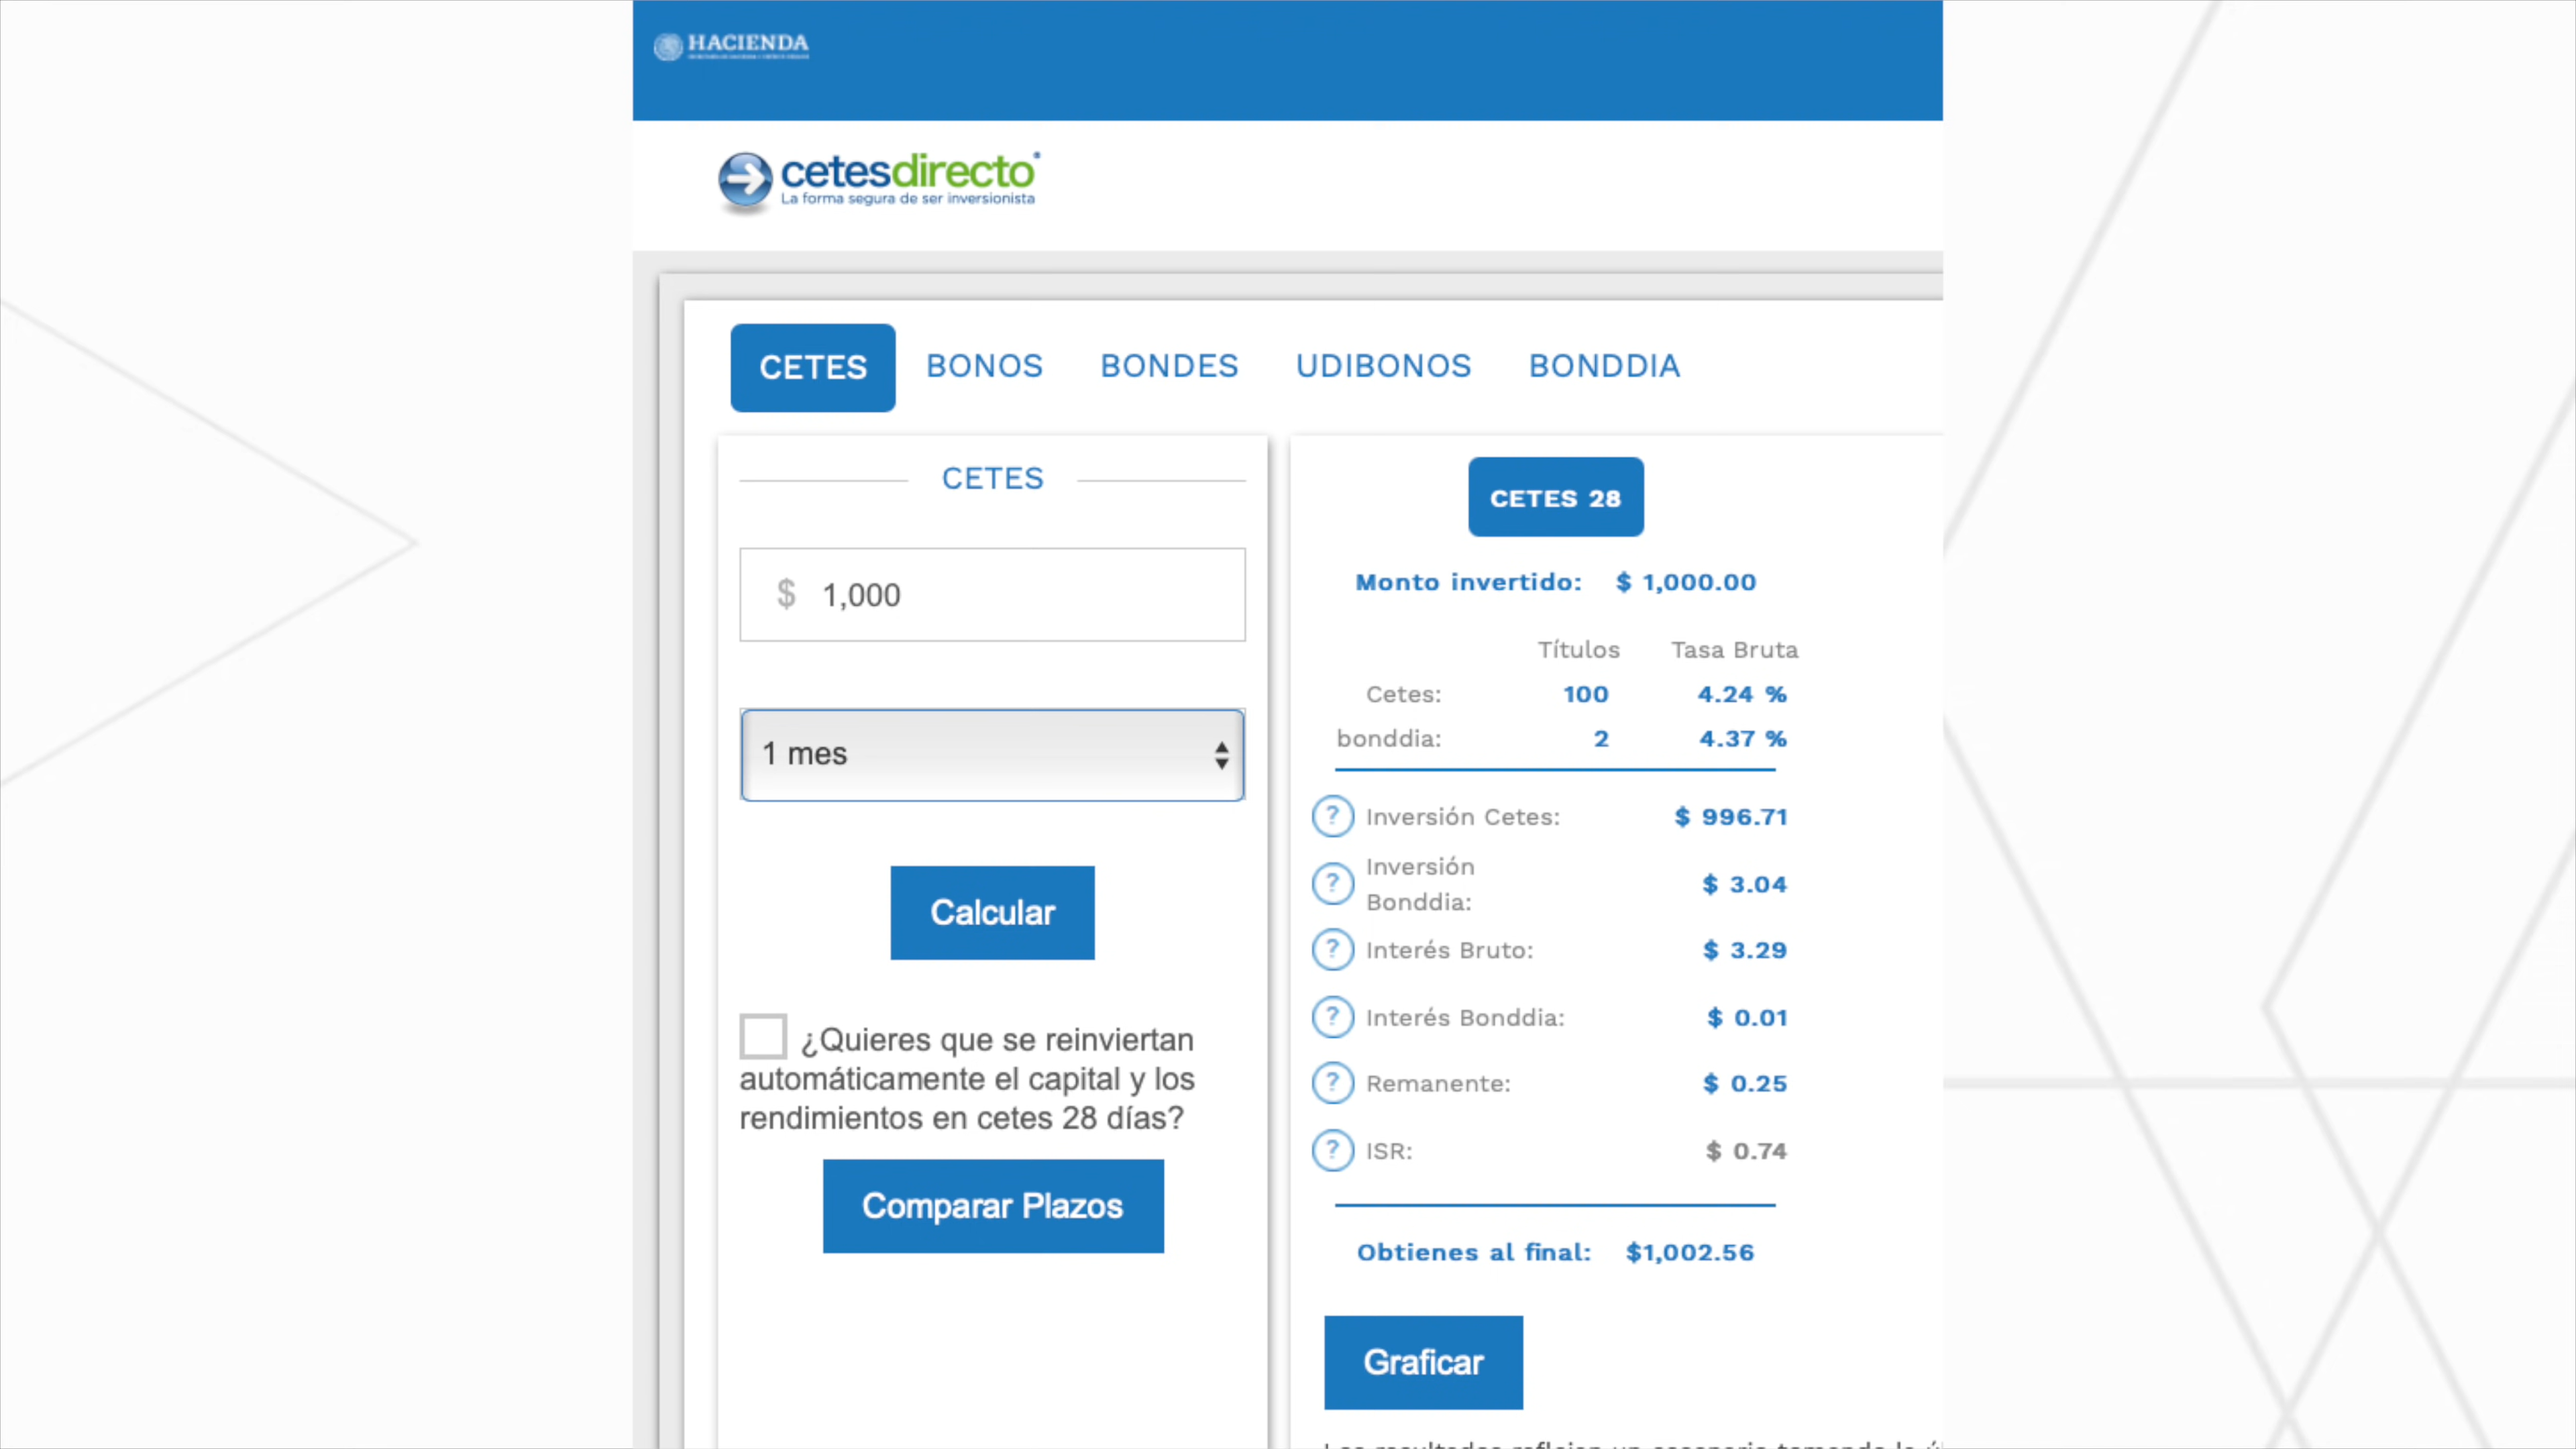 HACIENDA
cetesdirecto
La forma segura de ser inversionista
CETES BONOS BONDES UDIBONOS BONDDIA
CETES
$ 1,000
1 mes
Calcular
¿Quieres que se reinviertan
automáticamente el capital y los
rendimientos en cetes 28 días?
Comparar Plazos
CETES 28
Monto invertido: $ 1,000.00
Títulos Tasa Bruta
Cetes: 100 4.24 %
bonddia: 2 4.37 %
? Inversión Cetes: $ 996.71
? Inversión
Bonddia: $ 3.04
? Interés Bruto: $ 3.29
? Interés Bonddia: $ 0.01
? Remanente: $ 0.25
? ISR: $ 0.74
Obtienes al final: $1,002.56
Graficar